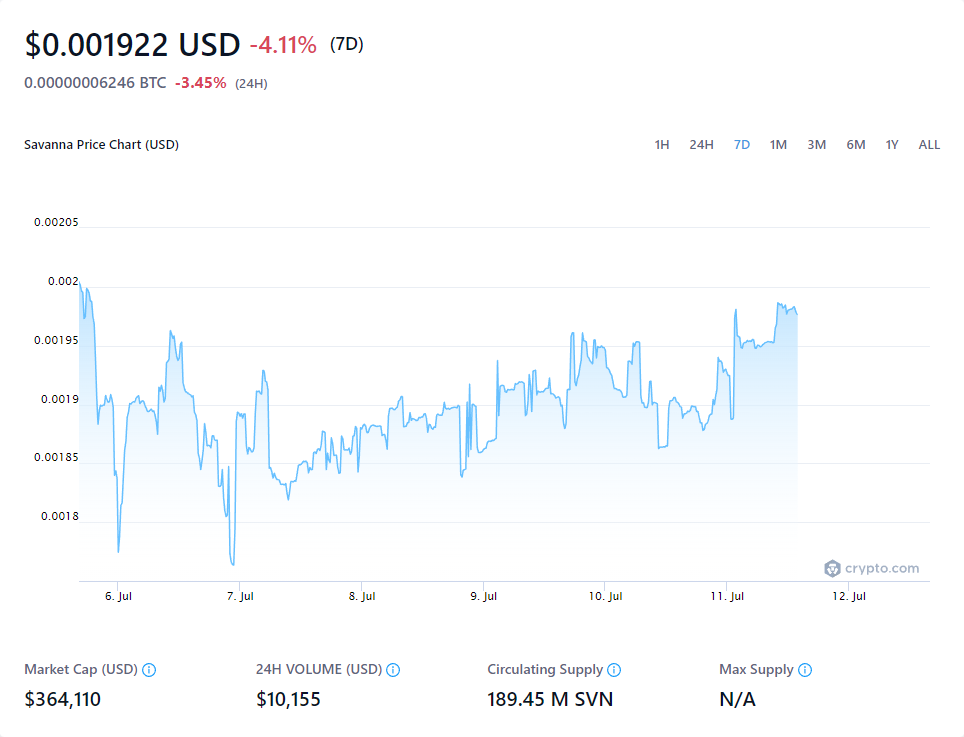 $0.001922 USD -4.11% (7D)
0.00000006246 BTC -3.45% (24H)
Savanna Price Chart (USD) 1H 24H 7D 1M 3M 6M 1Y ALL
0.00205
0.002
0.00195
0.0019
0.00185
0.0018
crypto.com
6. Jul 7. Jul 8. Jul 9. Jul 10. Jul 11. Jul 12. Jul
Market Cap (USD) 24H VOLUME (USD) Circulating Supply Max Supply
$364,110 $10,155 189.45 M SVN N/A